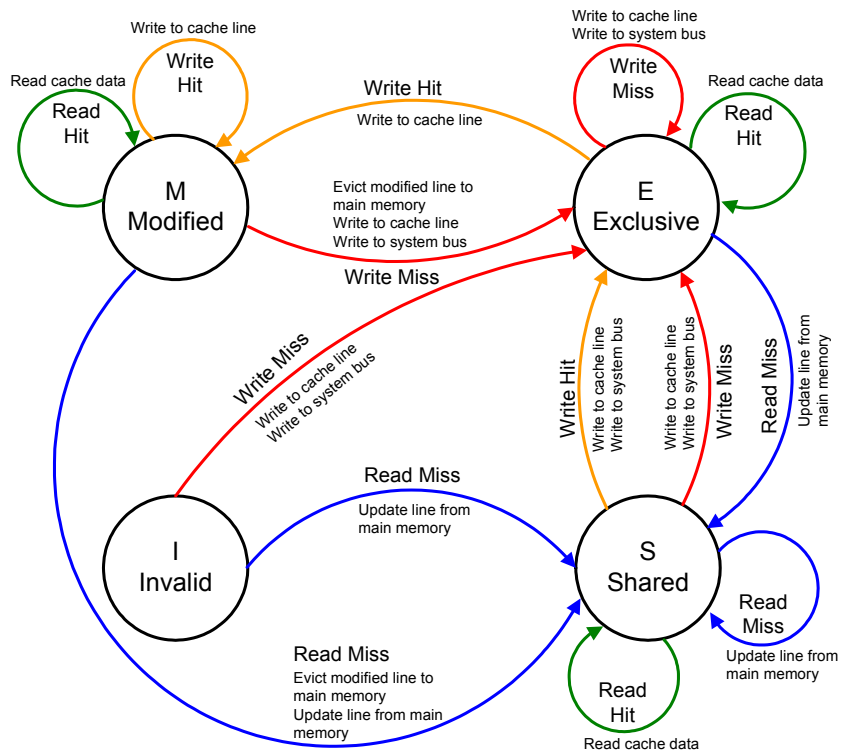 Write to cache line
Write
Hit
Read cache data
Read
Hit
M
Modified
Write Hit
Write to cache line
Write to cache line
Write to system bus
Write
Miss
Read cache data
Read
Hit
E
Exclusive
Evict modified line to
main memory
Write to cache line
Write to system bus
Write Miss
Write Miss
Write to cache line
Write to system bus
Write Hit
Write to cache line
Write to system bus
Write to cache line
Write to system bus
Write Miss
Read Miss
Update line from
main memory
I
Invalid
Read Miss
Update line from
main memory
S
Shared
Read
Miss
Update line from
main memory
Read Miss
Evict modified line to
main memory
Update line from main
memory
Read
Hit
Read cache data